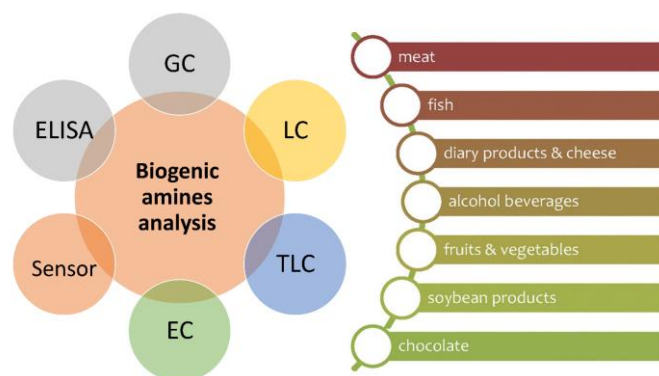 GC
ELISA
LC
Biogenic
amines
analysis
Sensor
TLC
EC
meat
fish
diary products & cheese
alcohol beverages
fruits & vegetables
soybean products
chocolate